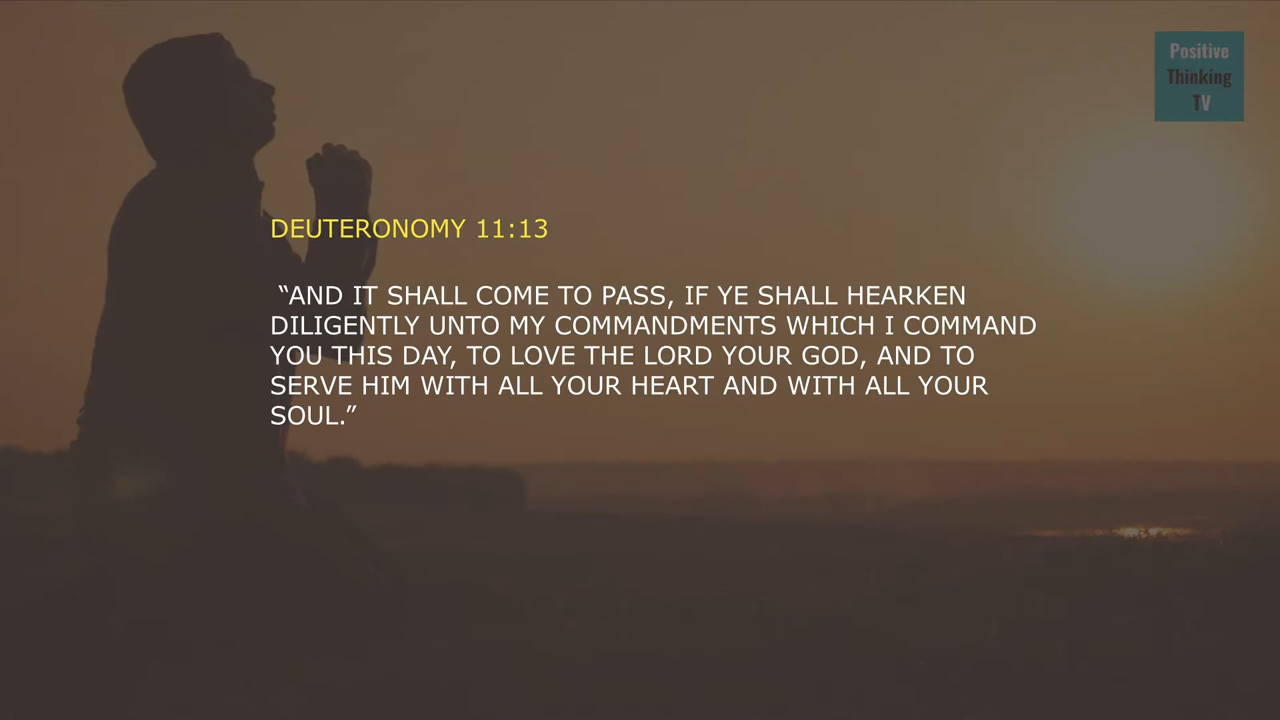 Positive
Thinking
TV
DEUTERONOMY 11:13
“AND IT SHALL COME TO PASS, IF YE SHALL HEARKEN
DILIGENTLY UNTO MY COMMANDMENTS WHICH I COMMAND
YOU THIS DAY, TO LOVE THE LORD YOUR GOD, AND TO
SERVE HIM WITH ALL YOUR HEART AND WITH ALL YOUR
SOUL.”